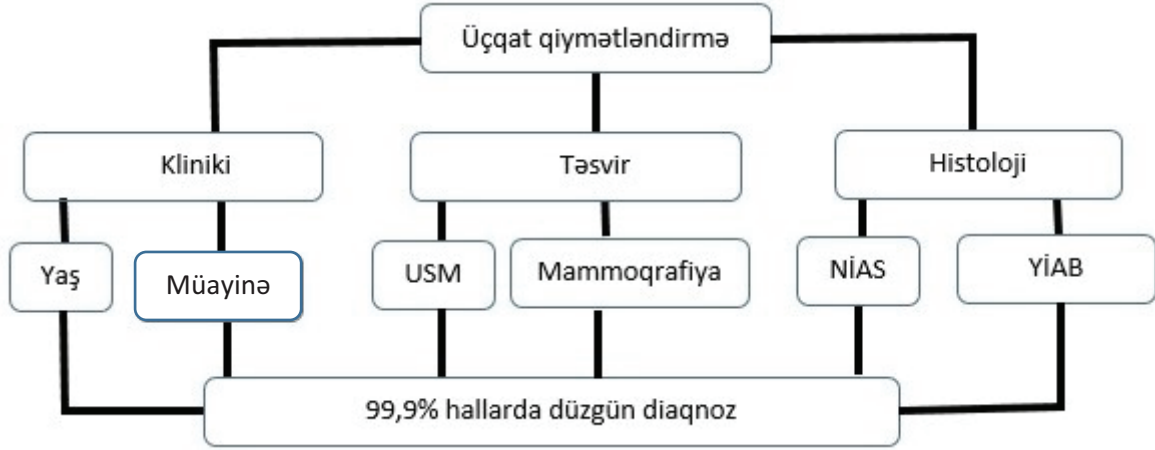 Üçqat qiymətləndirmə
Kliniki
Təsvir
Histoloji
Yaş
Müayinə
USM
Mammoqrafiya
NİAS
YİAB
99,9% hallarda düzgün diaqnoz